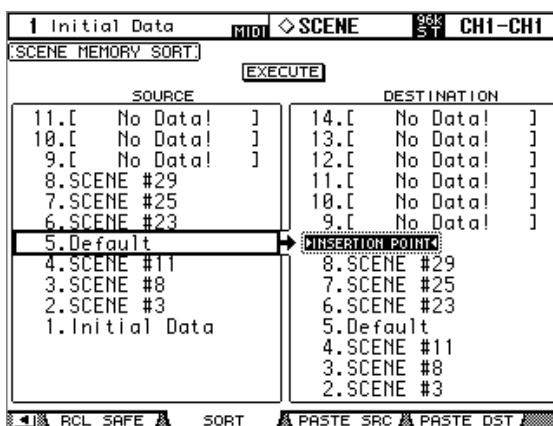 1 Initial Data MIDI ◇SCENE 96K ST CH1-CH1
SCENE MEMORY SORT
EXECUTE
SOURCE
11.[ No Data! ]
10.[ No Data! ]
9.[ No Data! ]
8.SCENE #29
7.SCENE #25
6.SCENE #23
5.Default
4.SCENE #11
3.SCENE #8
2.SCENE #3
1.Initial Data
DESTINATION
14.[ No Data! ]
13.[ No Data! ]
12.[ No Data! ]
11.[ No Data! ]
10.[ No Data! ]
9.[ No Data! ]
INSERTION POINT
8.SCENE #29
7.SCENE #25
6.SCENE #23
5.Default
4.SCENE #11
3.SCENE #8
2.SCENE #3
RCL SAFE SORT PASTE SRC PASTE DST